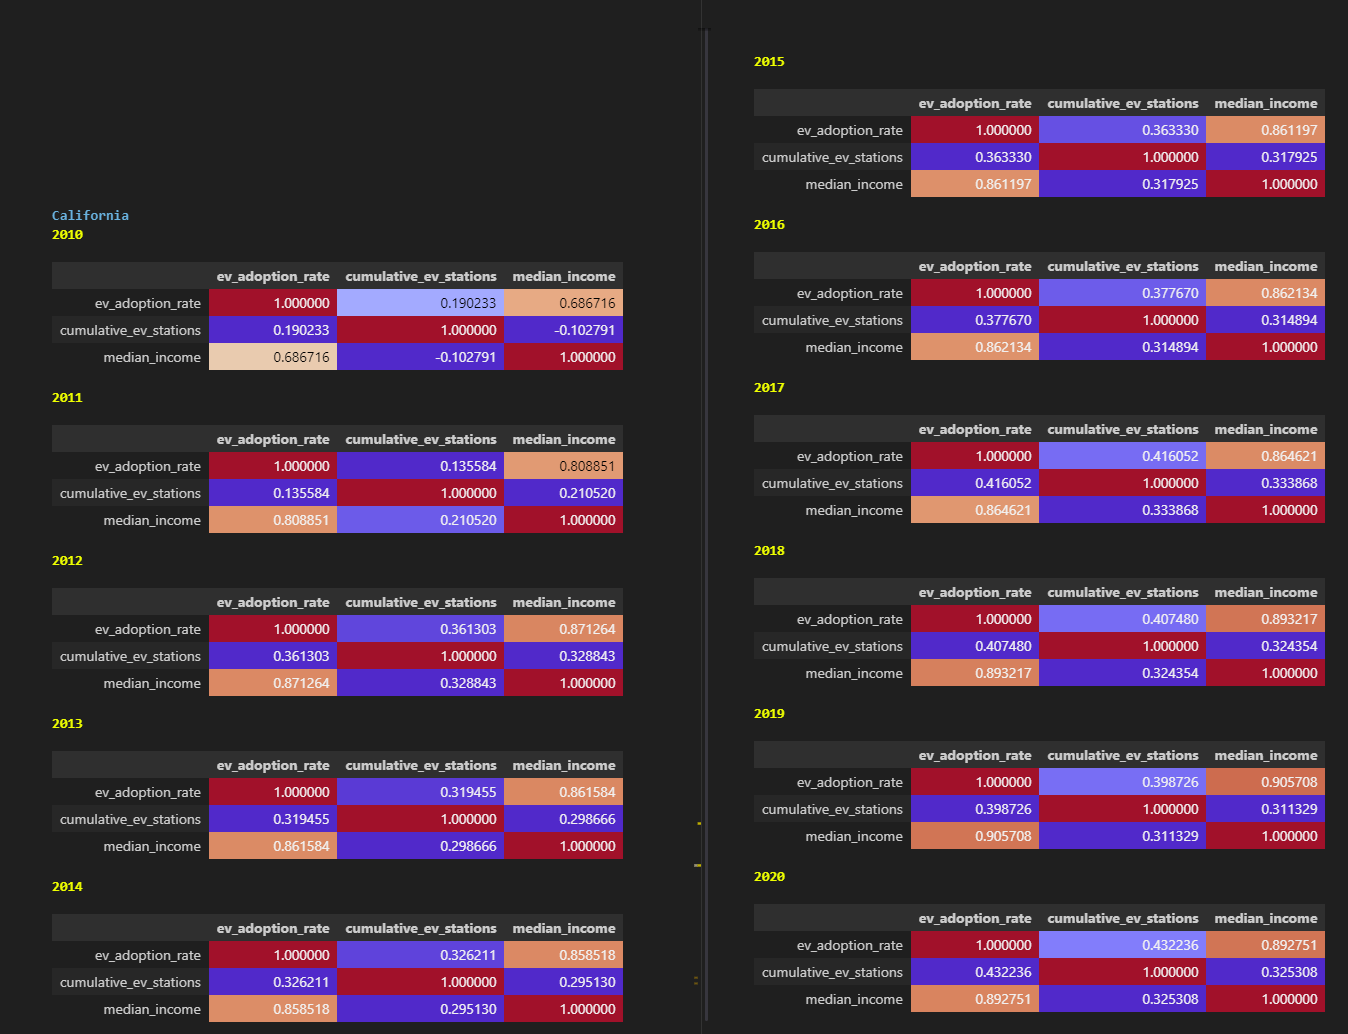 California
2010
ev_adoption_rate cumulative_ev_stations median_income
ev_adoption_rate 1.000000 0.190233 0.686716
cumulative_ev_stations 0.190233 1.000000 -0.102791
median_income 0.686716 -0.102791 1.000000
2011
ev_adoption_rate cumulative_ev_stations median_income
ev_adoption_rate 1.000000 0.135584 0.808851
cumulative_ev_stations 0.135584 1.000000 0.210520
median_income 0.808851 0.210520 1.000000
2012
ev_adoption_rate cumulative_ev_stations median_income
ev_adoption_rate 1.000000 0.361303 0.871264
cumulative_ev_stations 0.361303 1.000000 0.328843
median_income 0.871264 0.328843 1.000000
2013
ev_adoption_rate cumulative_ev_stations median_income
ev_adoption_rate 1.000000 0.319455 0.861584
cumulative_ev_stations 0.319455 1.000000 0.298666
median_income 0.861584 0.298666 1.000000
2014
ev_adoption_rate cumulative_ev_stations median_income
ev_adoption_rate 1.000000 0.326211 0.858518
cumulative_ev_stations 0.326211 1.000000 0.295130
median_income 0.858518 0.295130 1.000000
2015
ev_adoption_rate cumulative_ev_stations median_income
ev_adoption_rate 1.000000 0.363330 0.861197
cumulative_ev_stations 0.363330 1.000000 0.317925
median_income 0.861197 0.317925 1.000000
2016
ev_adoption_rate cumulative_ev_stations median_income
ev_adoption_rate 1.000000 0.377670 0.862134
cumulative_ev_stations 0.377670 1.000000 0.314894
median_income 0.862134 0.314894 1.000000
2017
ev_adoption_rate cumulative_ev_stations median_income
ev_adoption_rate 1.000000 0.416052 0.864621
cumulative_ev_stations 0.416052 1.000000 0.333868
median_income 0.864621 0.333868 1.000000
2018
ev_adoption_rate cumulative_ev_stations median_income
ev_adoption_rate 1.000000 0.407480 0.893217
cumulative_ev_stations 0.407480 1.000000 0.324354
median_income 0.893217 0.324354 1.000000
2019
ev_adoption_rate cumulative_ev_stations median_income
ev_adoption_rate 1.000000 0.398726 0.905708
cumulative_ev_stations 0.398726 1.000000 0.311329
median_income 0.905708 0.311329 1.000000
2020
ev_adoption_rate cumulative_ev_stations median_income
ev_adoption_rate 1.000000 0.432236 0.892751
cumulative_ev_stations 0.432236 1.000000 0.325308
median_income 0.892751 0.325308 1.000000